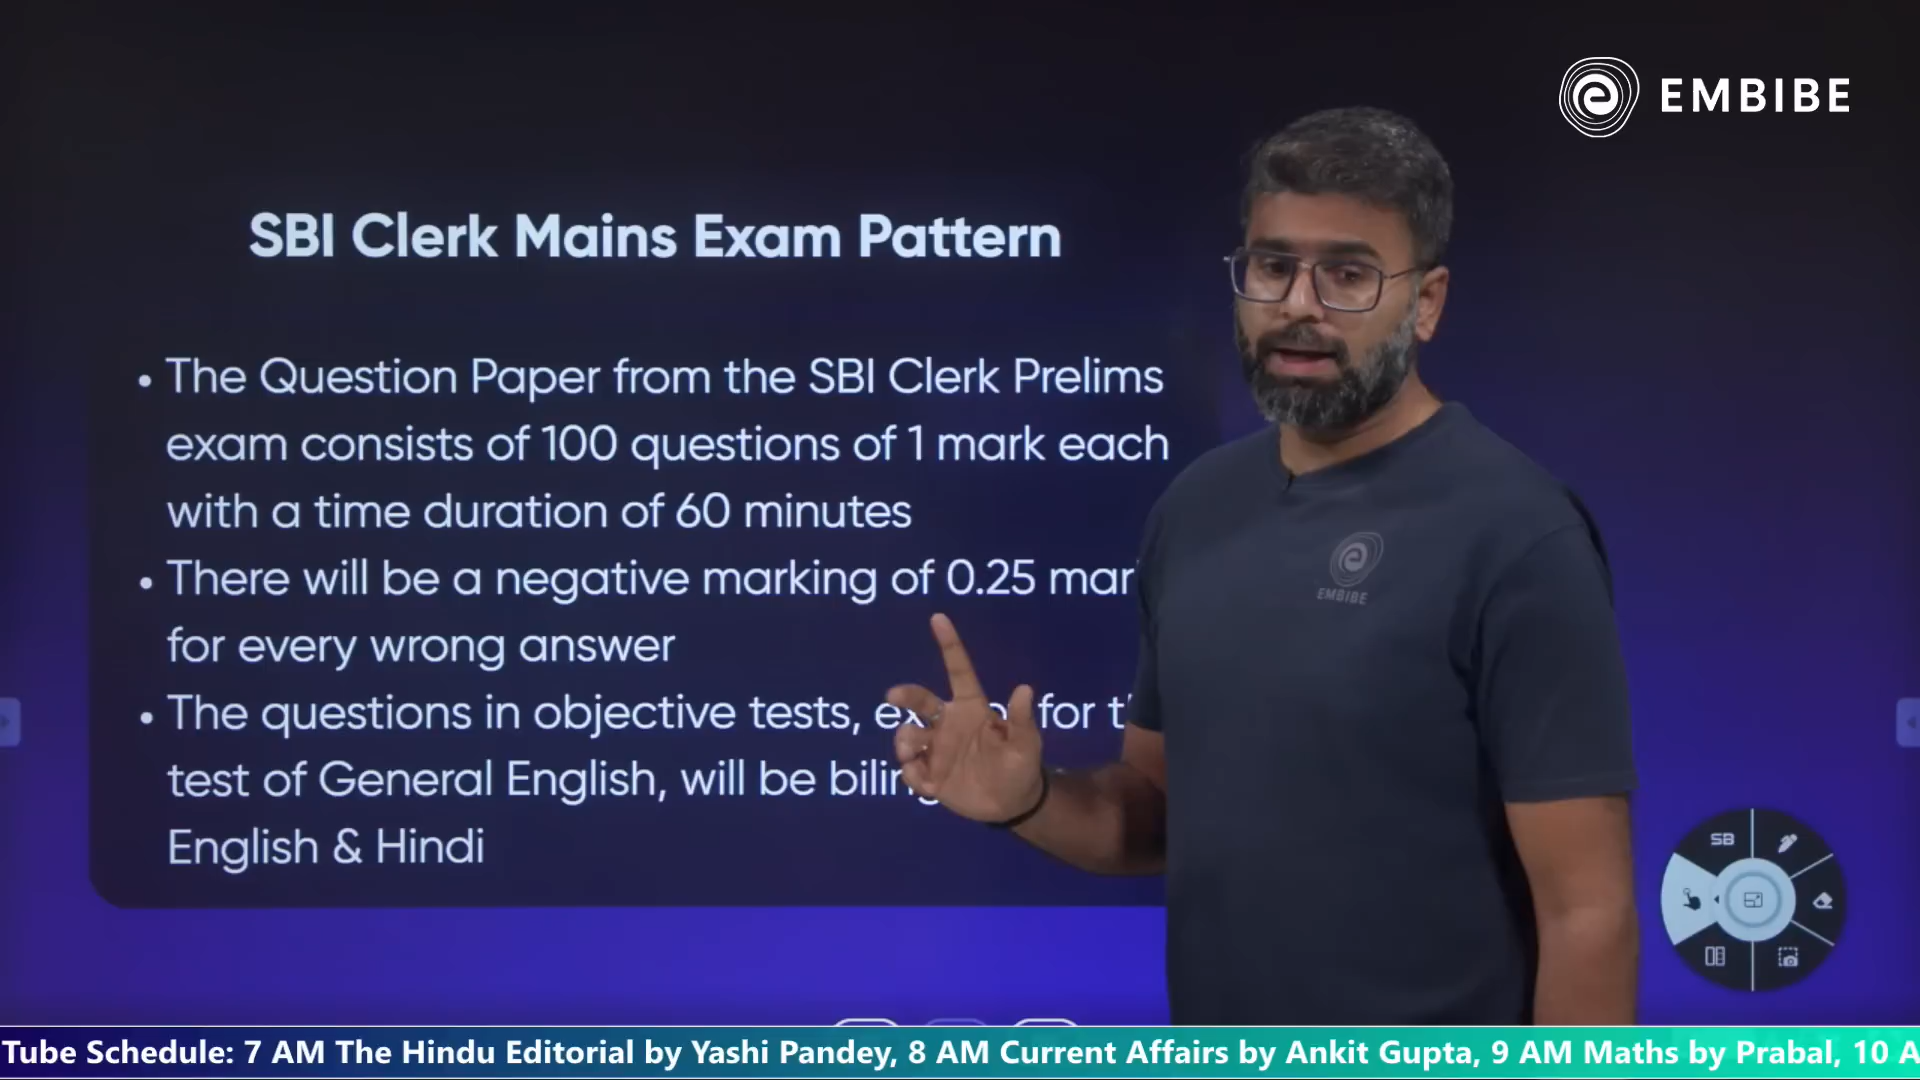 EMBIBE
SBI Clerk Mains Exam Pattern
• The Question Paper from the SBI Clerk Prelims
exam consists of 100 questions of 1 mark each
with a time duration of 60 minutes
• There will be a negative marking of 0.25 mar
for every wrong answer
• The questions in objective tests, for
test of General English, will be
English & Hindi
EMBIBE
SB
Tube Schedule: 7 AM The Hindu Editorial by Yashi Pandey, 8 AM Current Affairs by Ankit Gupta, 9 AM Maths by Prabal, 10 A